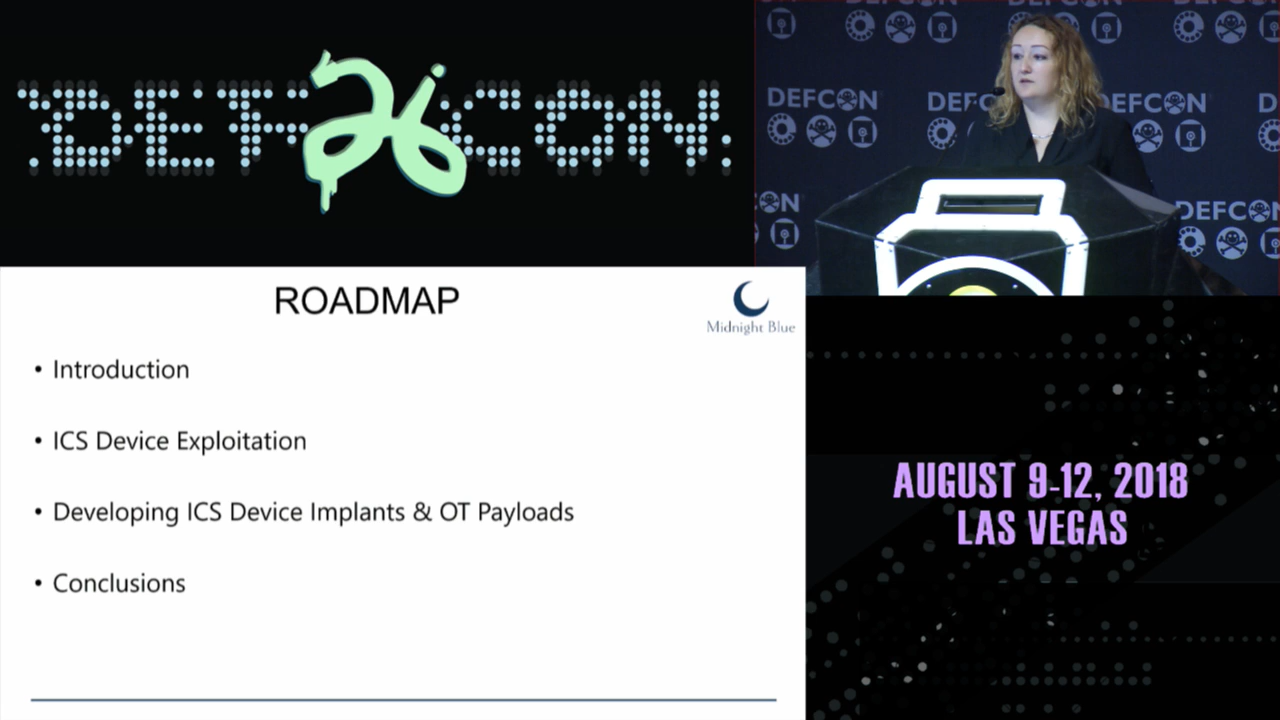 DEF 26 CON
DEFCON
DEFCON
DEFCON
DEFCON
ROADMAP
Midnight Blue
• Introduction
• ICS Device Exploitation
• Developing ICS Device Implants & OT Payloads
• Conclusions
AUGUST 9-12, 2018
LAS VEGAS